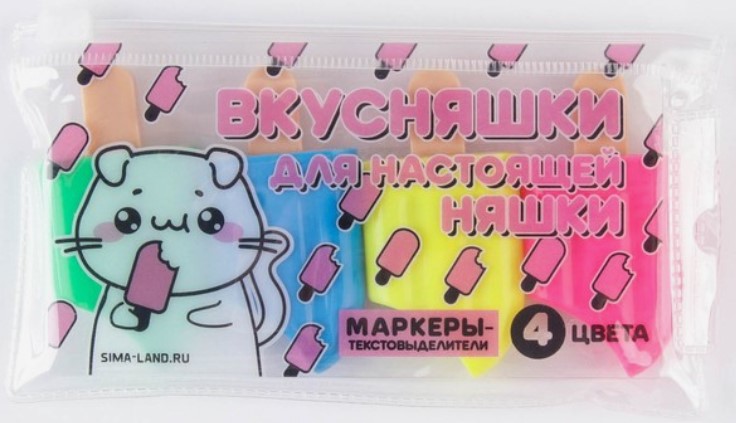 ВКУСНЯШКИ
ДЛЯ НАСТОЯЩЕЙ
НЯШКИ
МАРКЕРЫ-
ТЕКСТОВЫДЕЛИТЕЛИ
4 ЦВЕТА
SIMA-LAND.RU